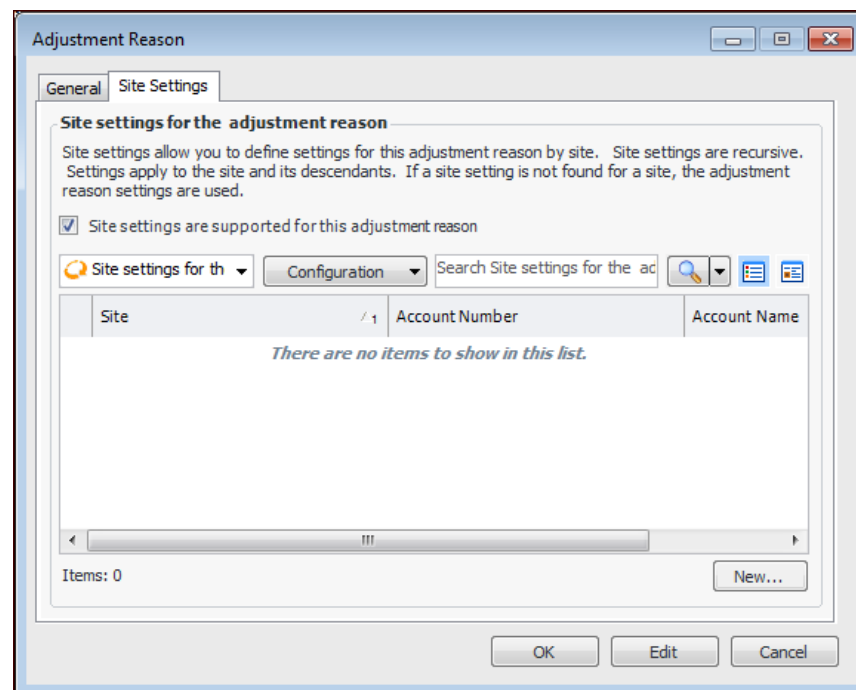 Adjustment Reason
General
Site Settings
Site settings for the adjustment reason
Site settings allow you to define settings for this adjustment reason by site. Site settings are recursive.
Settings apply to the site and its descendants. If a site setting is not found for a site, the adjustment
reason settings are used.
Site settings are supported for this adjustment reason
Site settings for th
Configuration
Search Site settings for the ad
Site
1
Account Number
Account Name
There are no items to show in this list.
Items: 0
New...
OK
Edit
Cancel